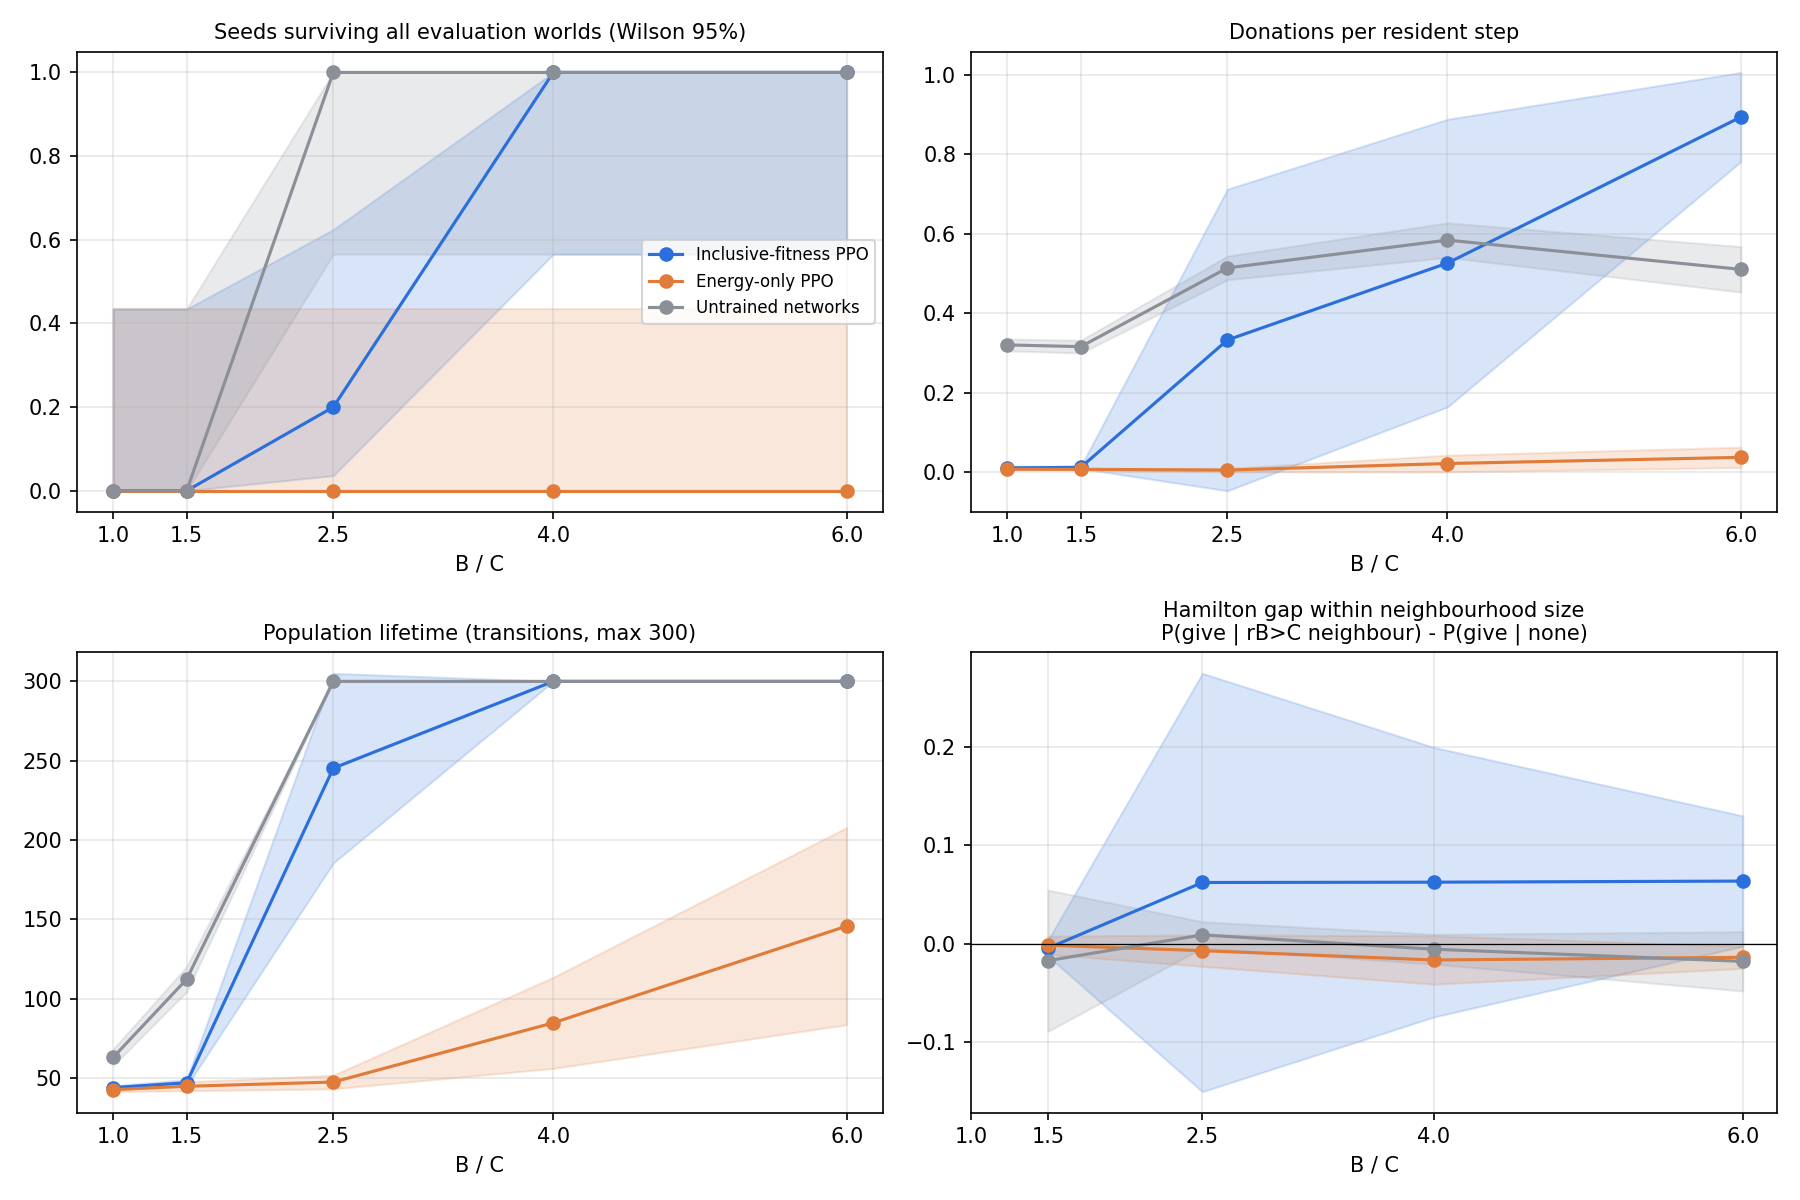 Seeds surviving all evaluation worlds (Wilson 95%)
1.0
0.8
0.6
0.4
0.2
0.0
Inclusive-fitness PPO
Energy-only PPO
Untrained networks
1.0 1.5 2.5 4.0 6.0
B / C
Donations per resident step
1.0
0.8
0.6
0.4
0.2
0.0
1.0 1.5 2.5 4.0 6.0
B / C
Population lifetime (transitions, max 300)
300
250
200
150
100
50
1.0 1.5 2.5 4.0 6.0
B / C
Hamilton gap within neighbourhood size
P(give | rB>C neighbour) - P(give | none)
0.2
0.1
0.0
−0.1
1.0 1.5 2.5 4.0 6.0
B / C